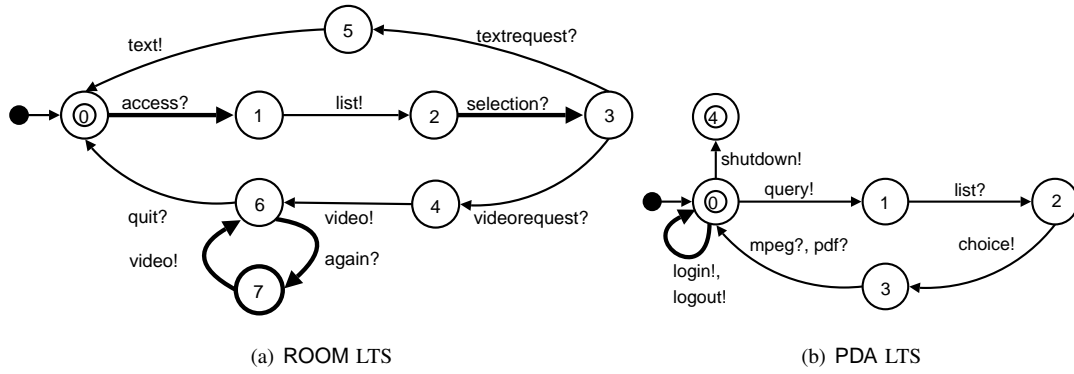 5
text!
textrequest?
0
access?
1
list!
2
selection?
3
quit?
6
video!
4
videorequest?
video!
again?
7
(a) ROOM LTS
4
shutdown!
0
query!
1
list?
2
mpeg?, pdf?
choice!
login!,
logout!
3
(b) PDA LTS